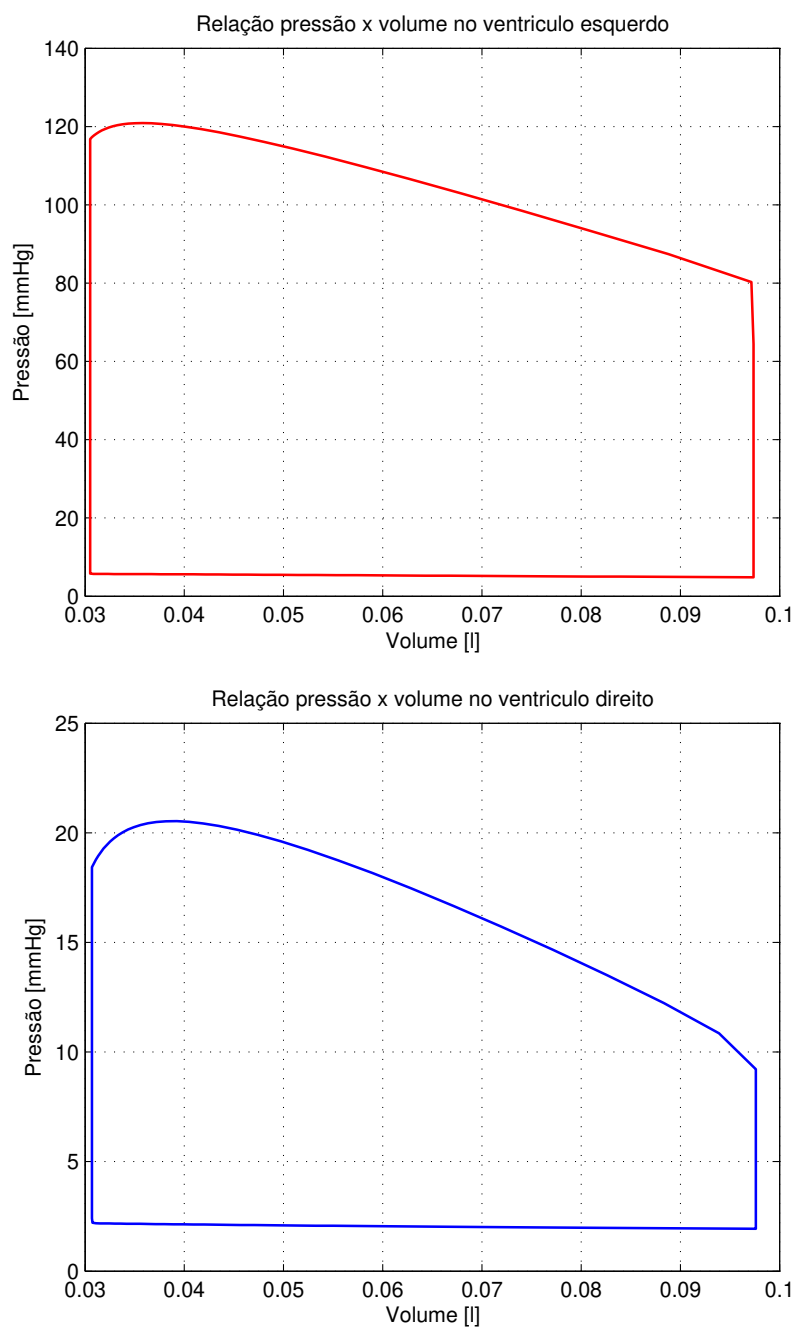 Relação pressão x volume no ventriculo esquerdo
140
120
100
80
60
40
20
0
Pressão [mmHg]
0.03 0.04 0.05 0.06 0.07 0.08 0.09 0.1
Volume [l]
Relação pressão x volume no ventriculo direito
25
20
15
10
5
0
Pressão [mmHg]
0.03 0.04 0.05 0.06 0.07 0.08 0.09 0.1
Volume [l]